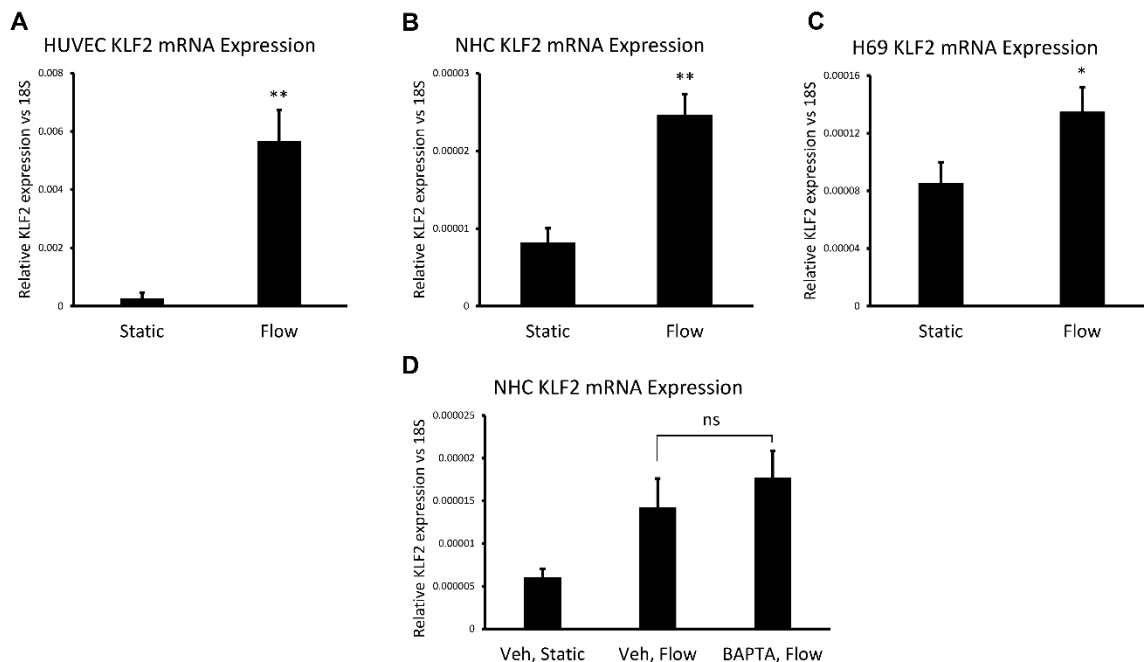 A
HUVEC KLF2 mRNA Expression
Relative KLF2 expression vs 18S
0.008
0.006
0.004
0.002
0
**
Static Flow
B
NHC KLF2 mRNA Expression
Relative KLF2 expression vs 18S
0.00003
0.00002
0.00001
0
**
Static Flow
C
H69 KLF2 mRNA Expression
Relative KLF2 expression vs 18S
0.00016
0.00012
0.00008
0.00004
0
*
Static Flow
D
NHC KLF2 mRNA Expression
Relative KLF2 expression vs 18S
0.000025
0.00002
0.000015
0.00001
0.000005
0
ns
Veh, Static Veh, Flow BAPTA, Flow